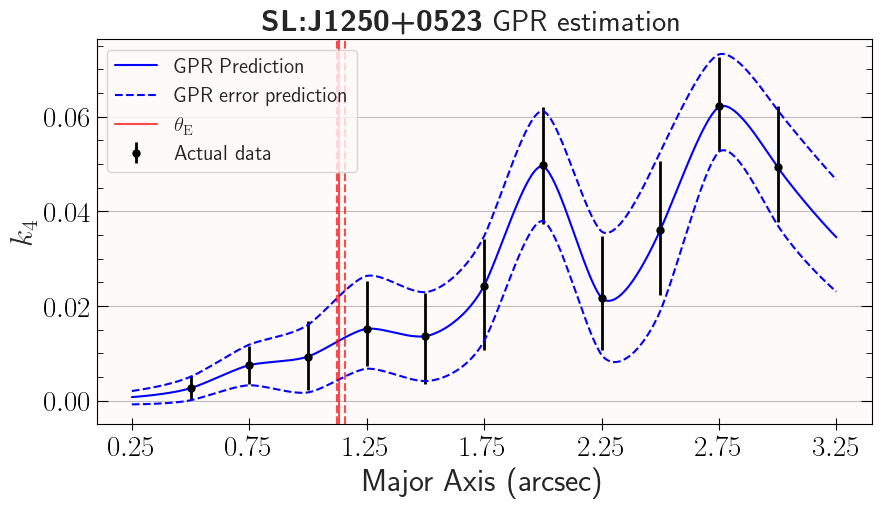 SL:J1250+0523 GPR estimation
GPR Prediction
GPR error prediction
θ_E
Actual data
k_4
0.06
0.04
0.02
0.00
0.25 0.75 1.25 1.75 2.25 2.75 3.25
Major Axis (arcsec)